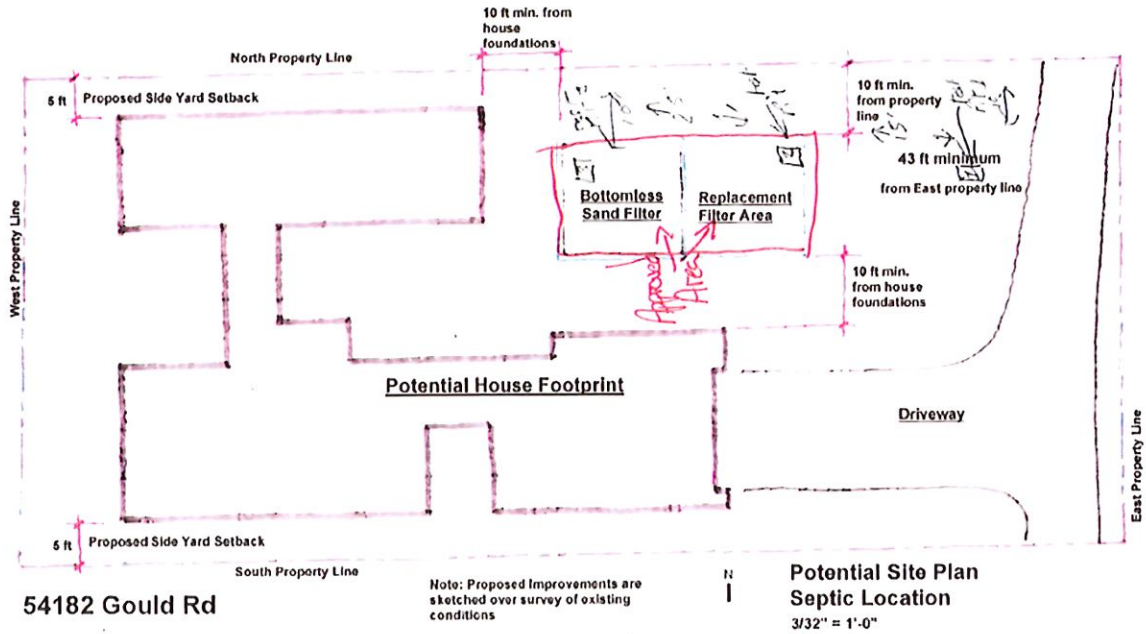 10 ft min. from
house
foundations
North Property Line
5 ft
Proposed Side Yard Setback
10 ft min.
from property
line
15'
25'
43 ft minimum
from East property line
Bottomless
Sand Filter
Replacement
Filter Area
Approved
Area
10 ft min.
from house
foundations
West Property Line
Potential House Footprint
Driveway
East Property Line
5 ft
Proposed Side Yard Setback
South Property Line
54182 Gould Rd
Note: Proposed Improvements are
sketched over survey of existing
conditions
N
Potential Site Plan
Septic Location
3/32" = 1'-0"